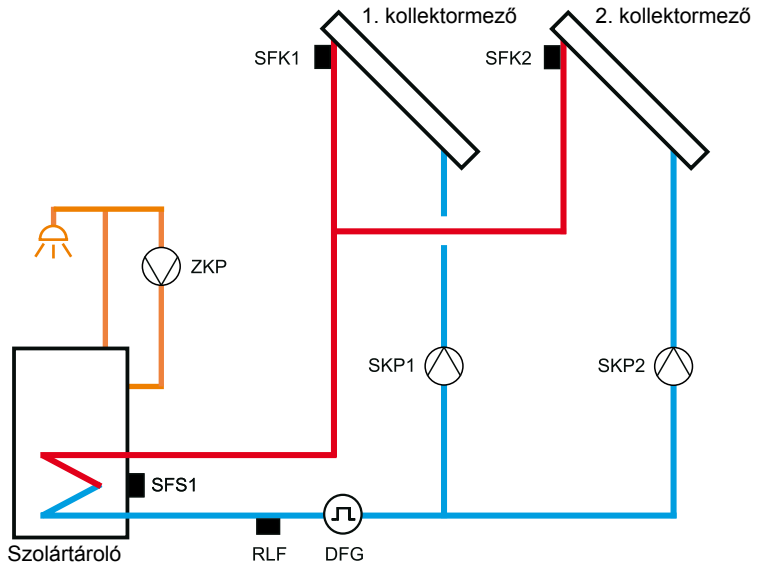 1. kollektormező
2. kollektormező
SFK1
SFK2
ZKP
SKP1
SKP2
SFS1
Szolártároló
RLF
DFG